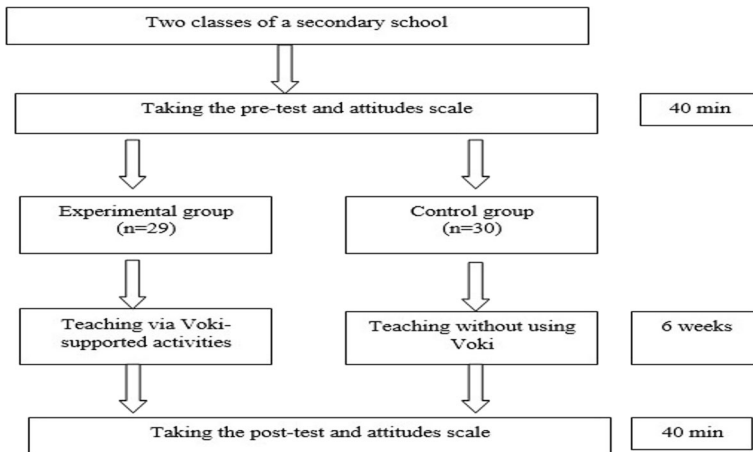 Two classes of a secondary school
Taking the pre-test and attitudes scale
40 min
Experimental group
(n=29)
Control group
(n=30)
Teaching via Voki-
supported activities
Teaching without using
Voki
6 weeks
Taking the post-test and attitudes scale
40 min